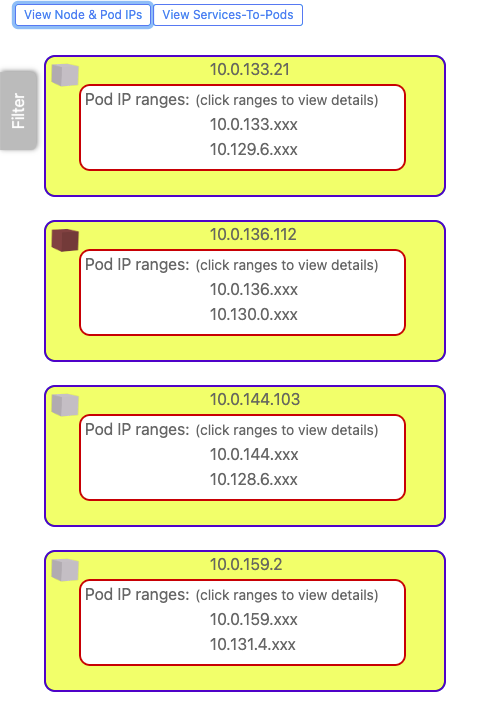 View Node & Pod IPs View Services-To-Pods
Filter
10.0.133.21
Pod IP ranges: (click ranges to view details)
10.0.133.xxx
10.129.6.xxx
10.0.136.112
Pod IP ranges: (click ranges to view details)
10.0.136.xxx
10.130.0.xxx
10.0.144.103
Pod IP ranges: (click ranges to view details)
10.0.144.xxx
10.128.6.xxx
10.0.159.2
Pod IP ranges: (click ranges to view details)
10.0.159.xxx
10.131.4.xxx